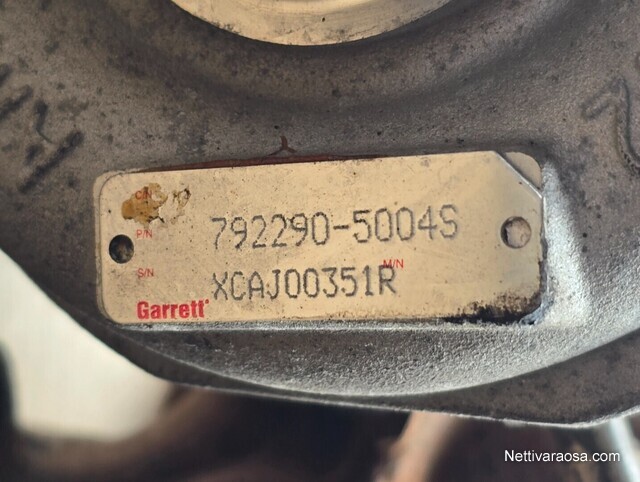 C/N
P/N 792290-5004S
S/N XCAJ00351R M/N
Garrett
Nettivaraosa.com